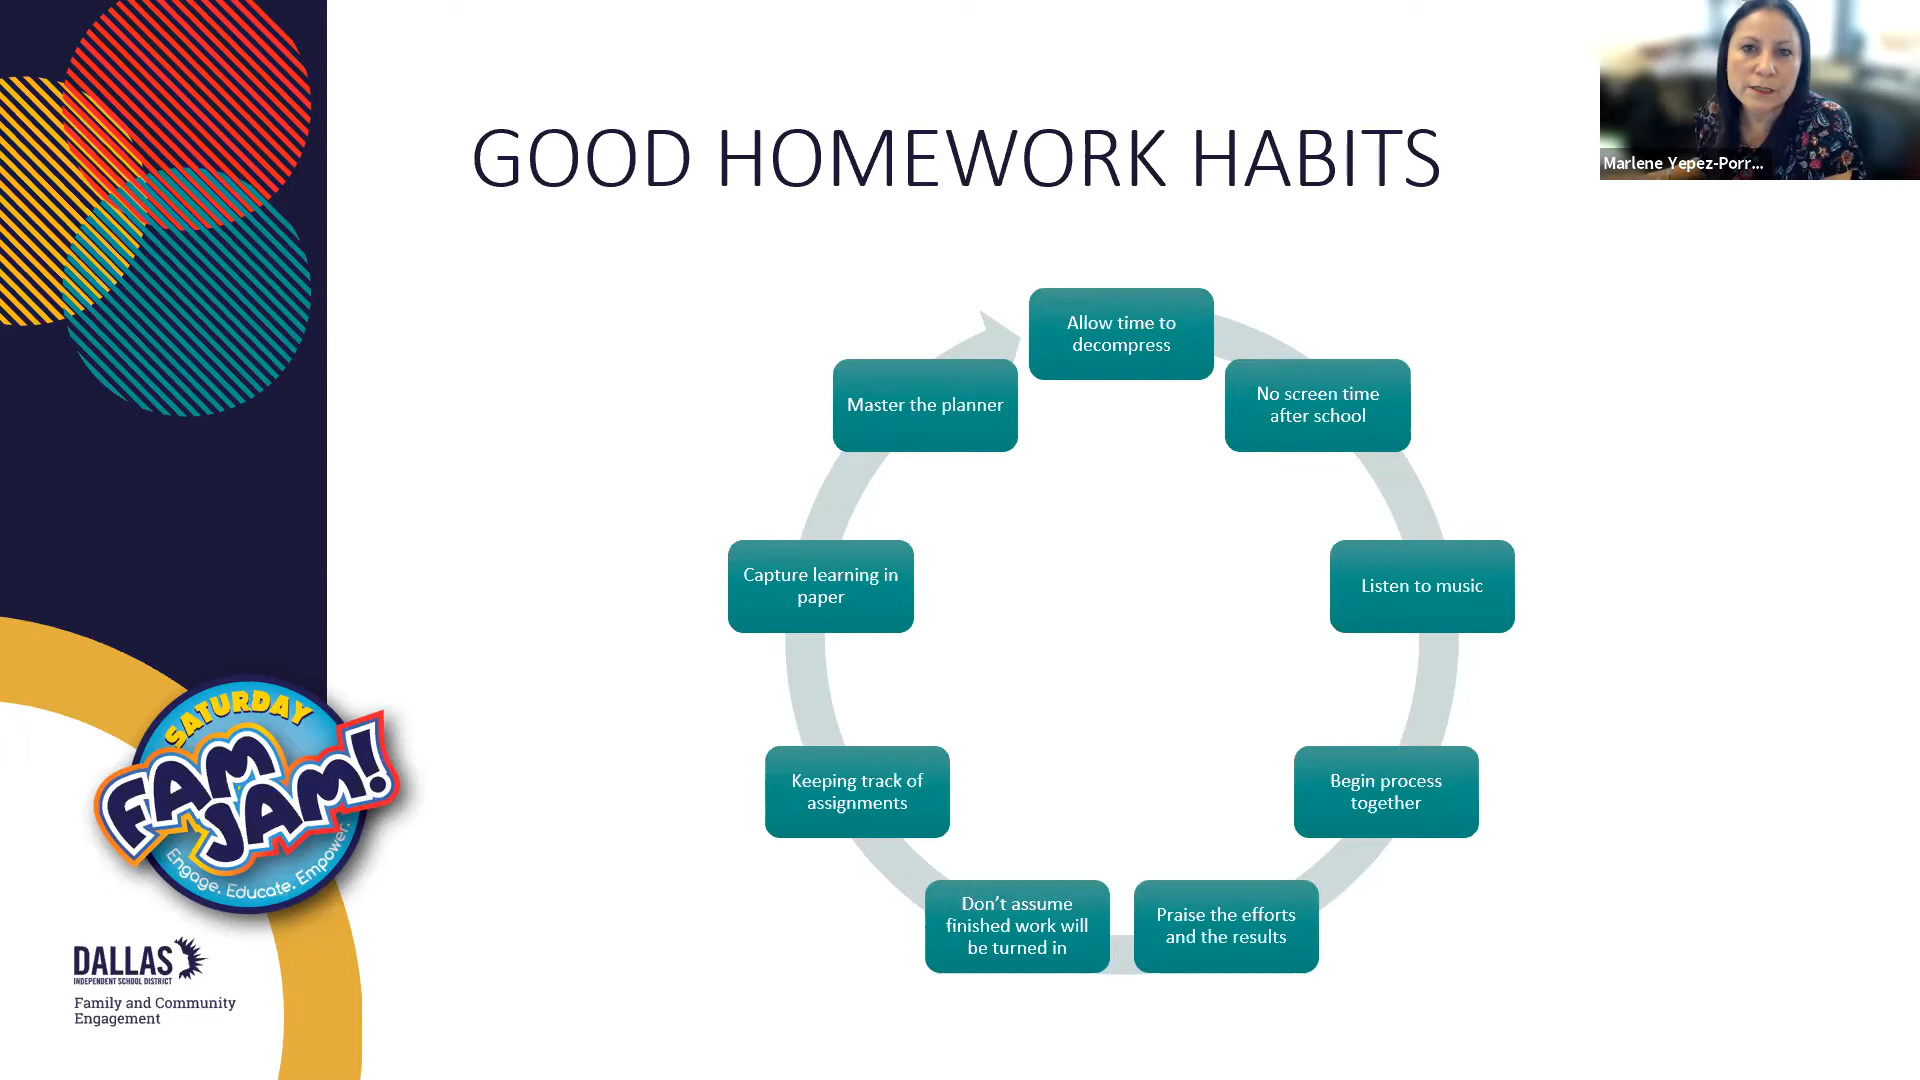 GOOD HOMEWORK HABITS
Marlene Yepez-Porr...
Allow time to
decompress
No screen time
after school
Listen to music
Begin process
together
Praise the efforts
and the results
Don’t assume
finished work will
be turned in
Keeping track of
assignments
Capture learning in
paper
Master the planner
SATURDAY
FAM
JAM!
Engage. Educate. Empower.
DALLAS
INDEPENDENT SCHOOL DISTRICT
Family and Community
Engagement